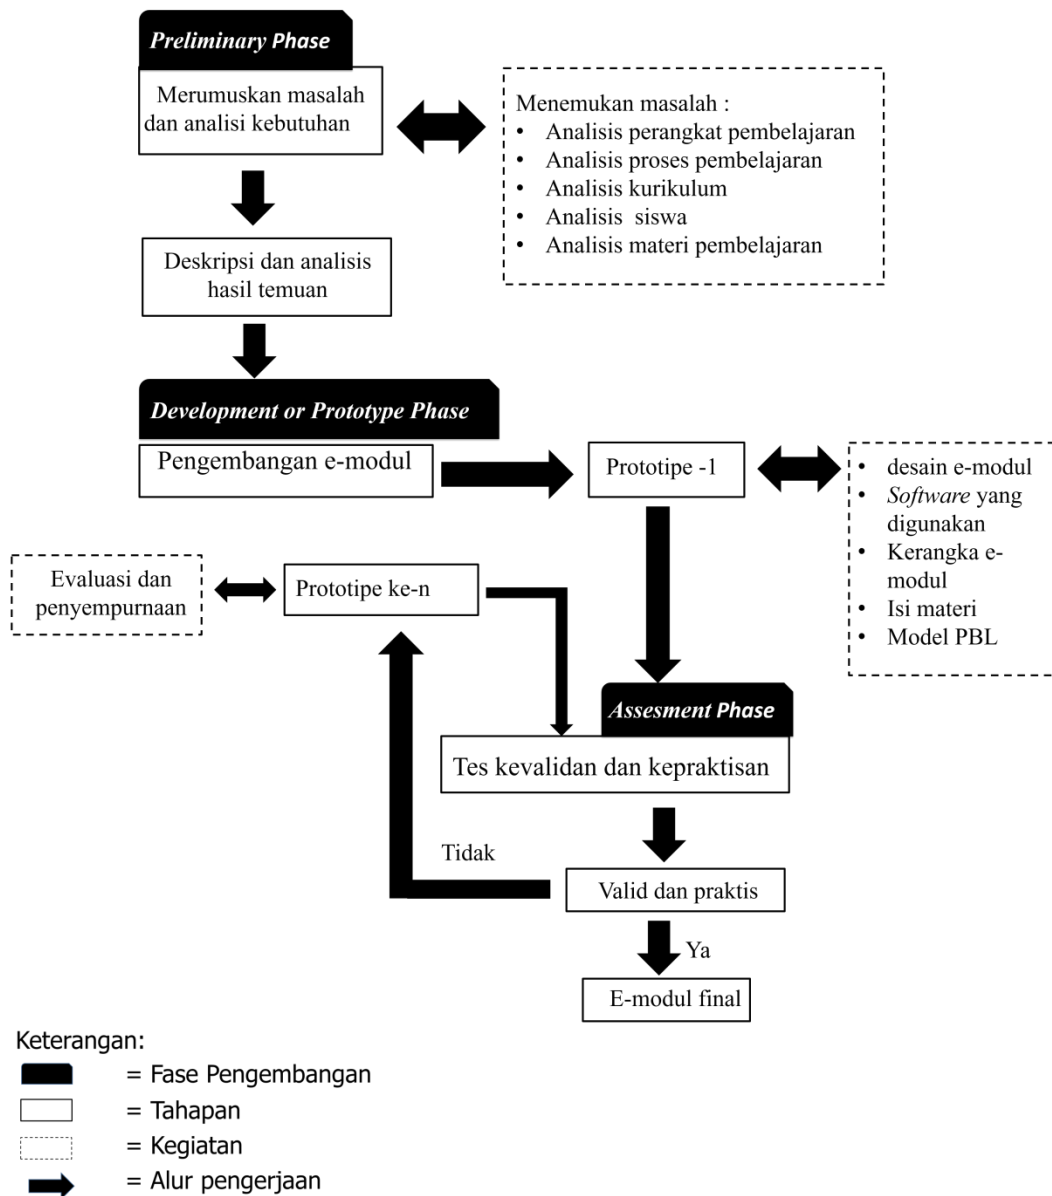 Preliminary Phase
Merumuskan masalah
dan analisi kebutuhan
Menemukan masalah :
• Analisis perangkat pembelajaran
• Analisis proses pembelajaran
• Analisis kurikulum
• Analisis siswa
• Analisis materi pembelajaran
Deskripsi dan analisis
hasil temuan
Development or Prototype Phase
Pengembangan e-modul
Prototipe -1
• desain e-modul
• Software yang
digunakan
• Kerangka e-
modul
• Isi materi
• Model PBL
Evaluasi dan
penyempurnaan
Prototipe ke-n
Assesment Phase
Tes kevalidan dan kepraktisan
Tidak
Valid dan praktis
Ya
E-modul final
Keterangan:
= Fase Pengembangan
= Tahapan
= Kegiatan
= Alur pengerjaan